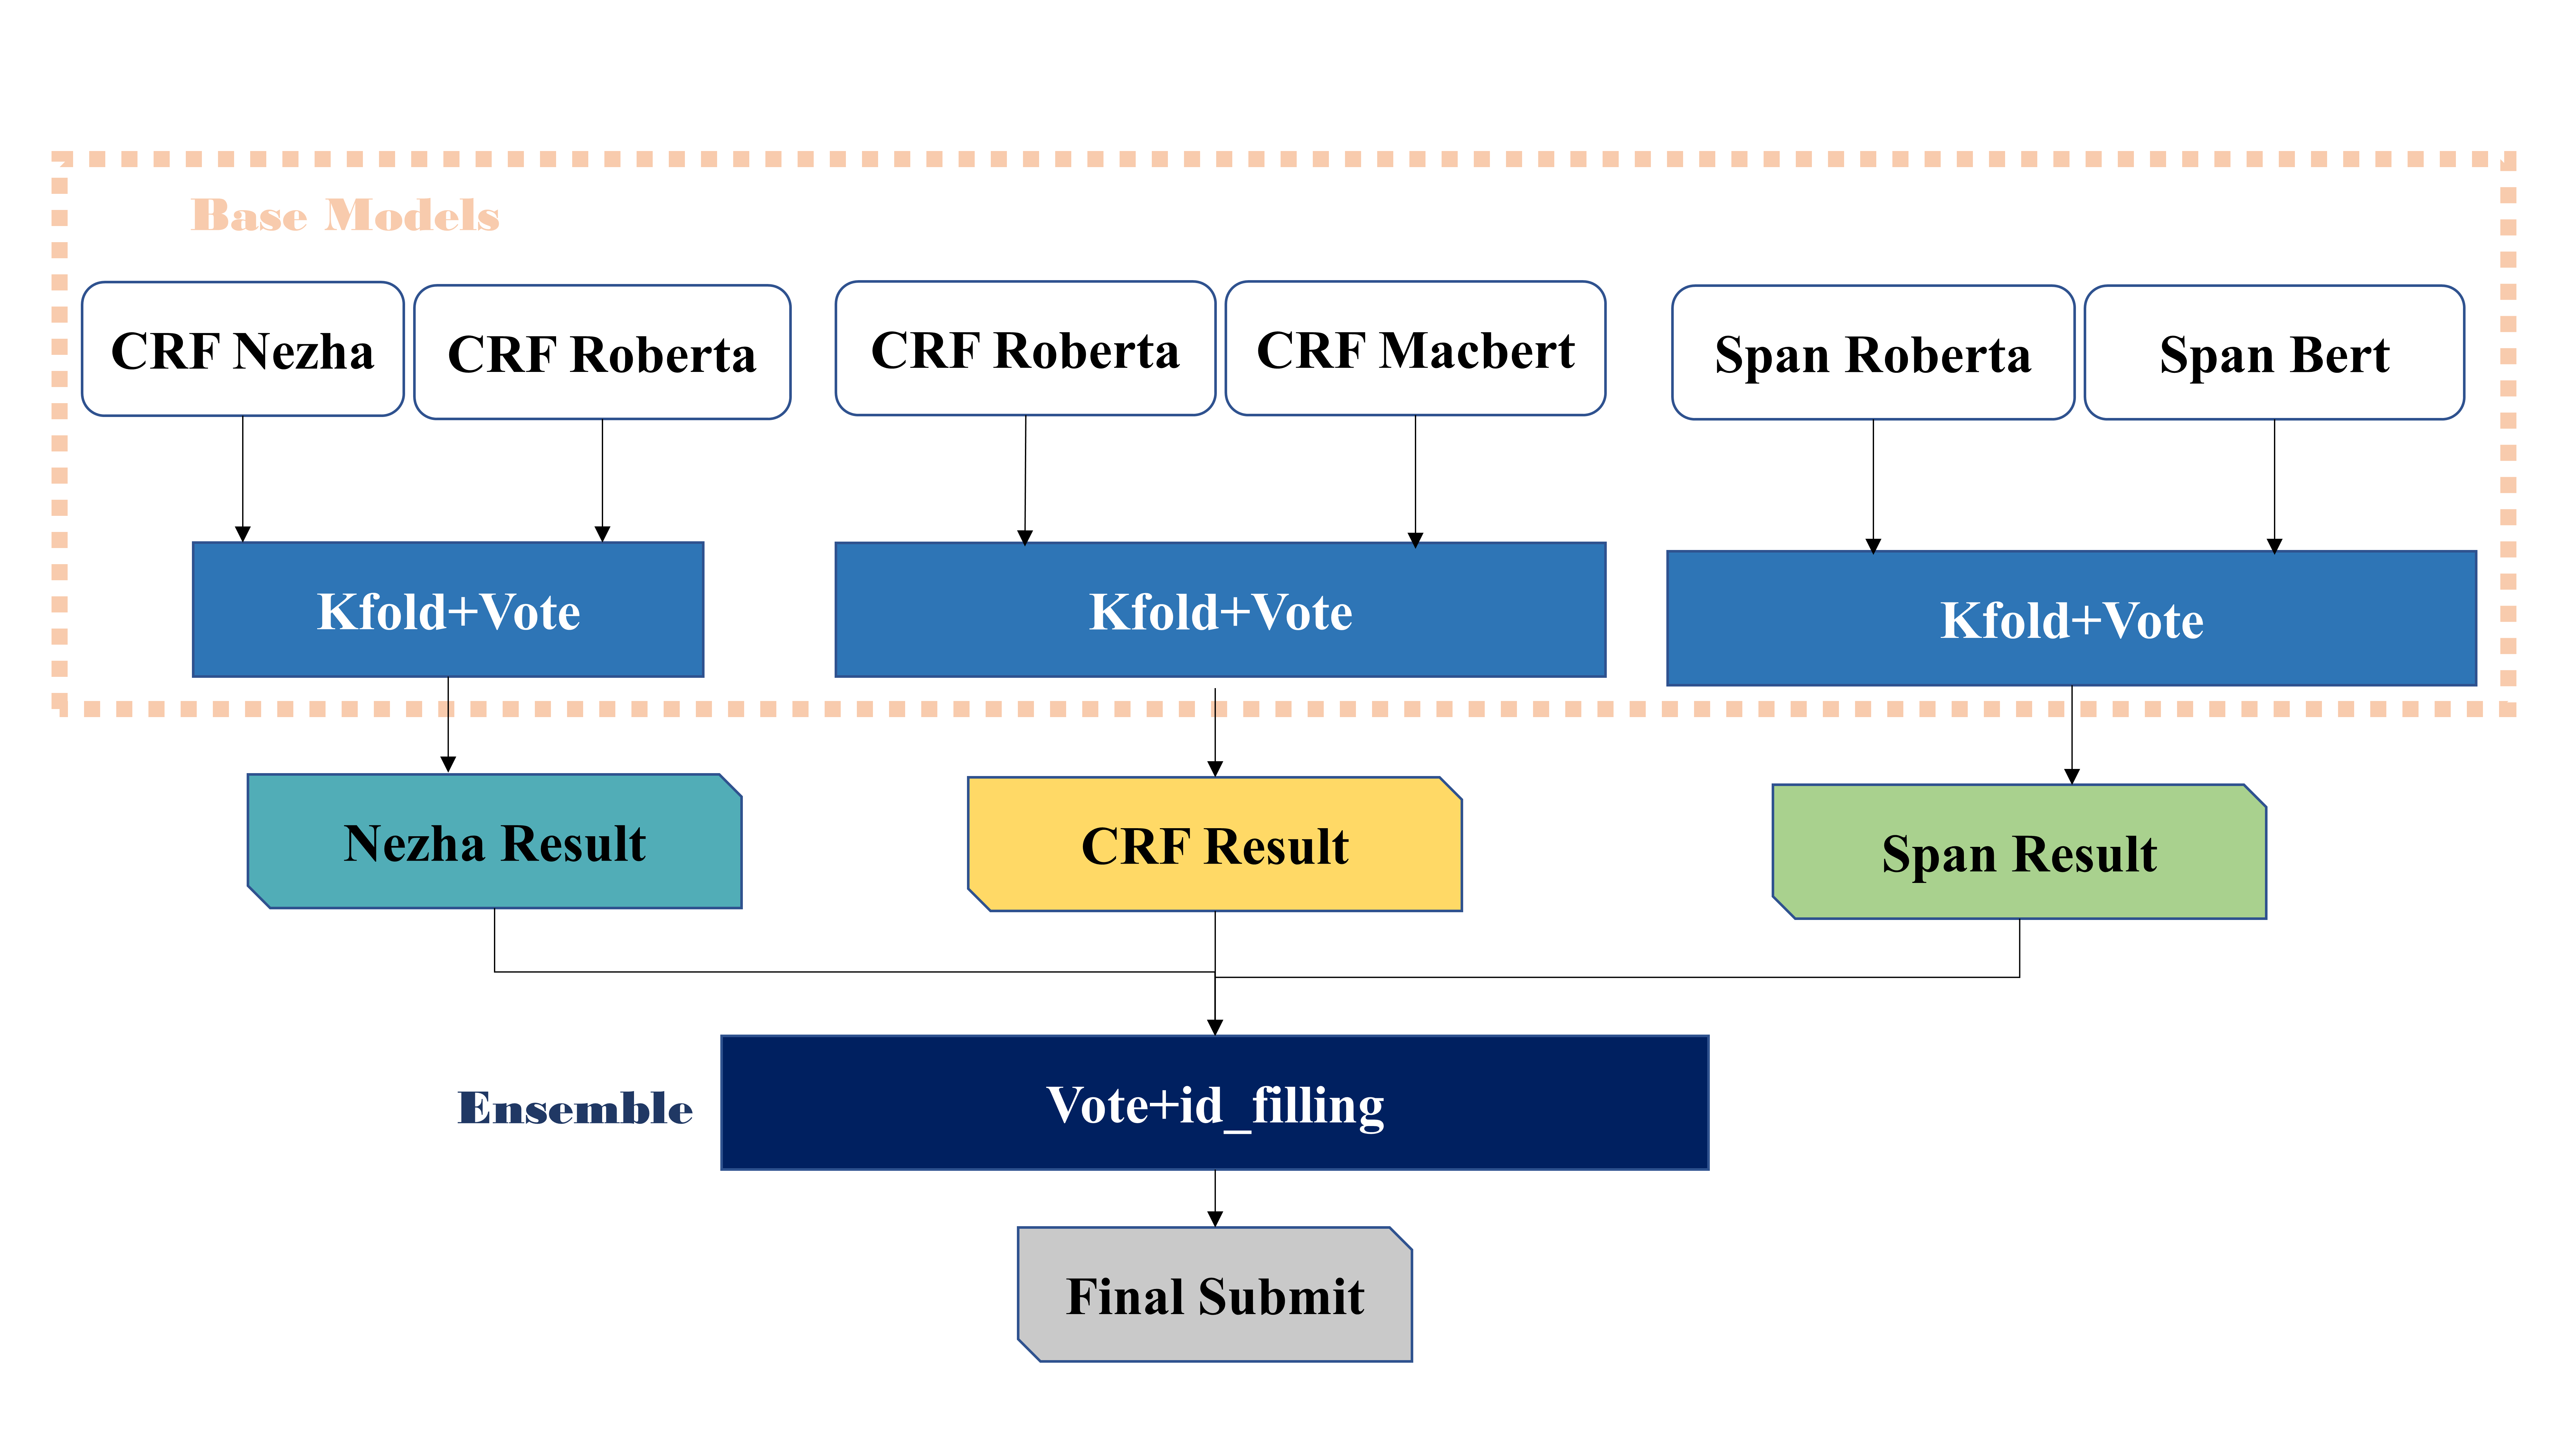 Base Models
CRF Nezha
CRF Roberta
CRF Roberta
CRF Macbert
Span Roberta
Span Bert
Kfold+Vote
Kfold+Vote
Kfold+Vote
Nezha Result
CRF Result
Span Result
Ensemble
Vote+id_filling
Final Submit